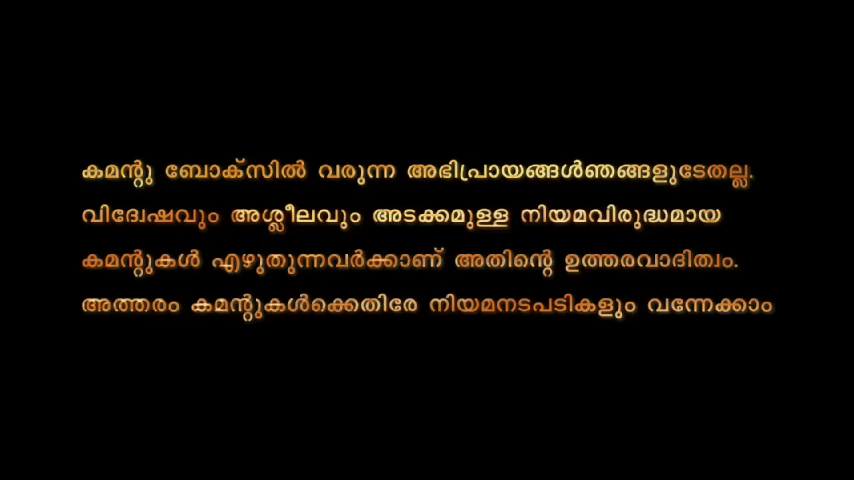 കമന്റു ബോക്സിൽ വരുന്ന അഭിപ്രായങ്ങൾഞങ്ങളുടേതല്ല.
വിദ്വേഷവും അശ്ലീലവും അടക്കമുള്ള നിയമവിരുദ്ധമായ
കമന്റുകൾ എഴുതുന്നവർക്കാണ് അതിന്റെ ഉത്തരവാദിത്വം.
അത്തരം കമന്റുകൾക്കെതിരേ നിയമനടപടികളും വന്നേക്കാം